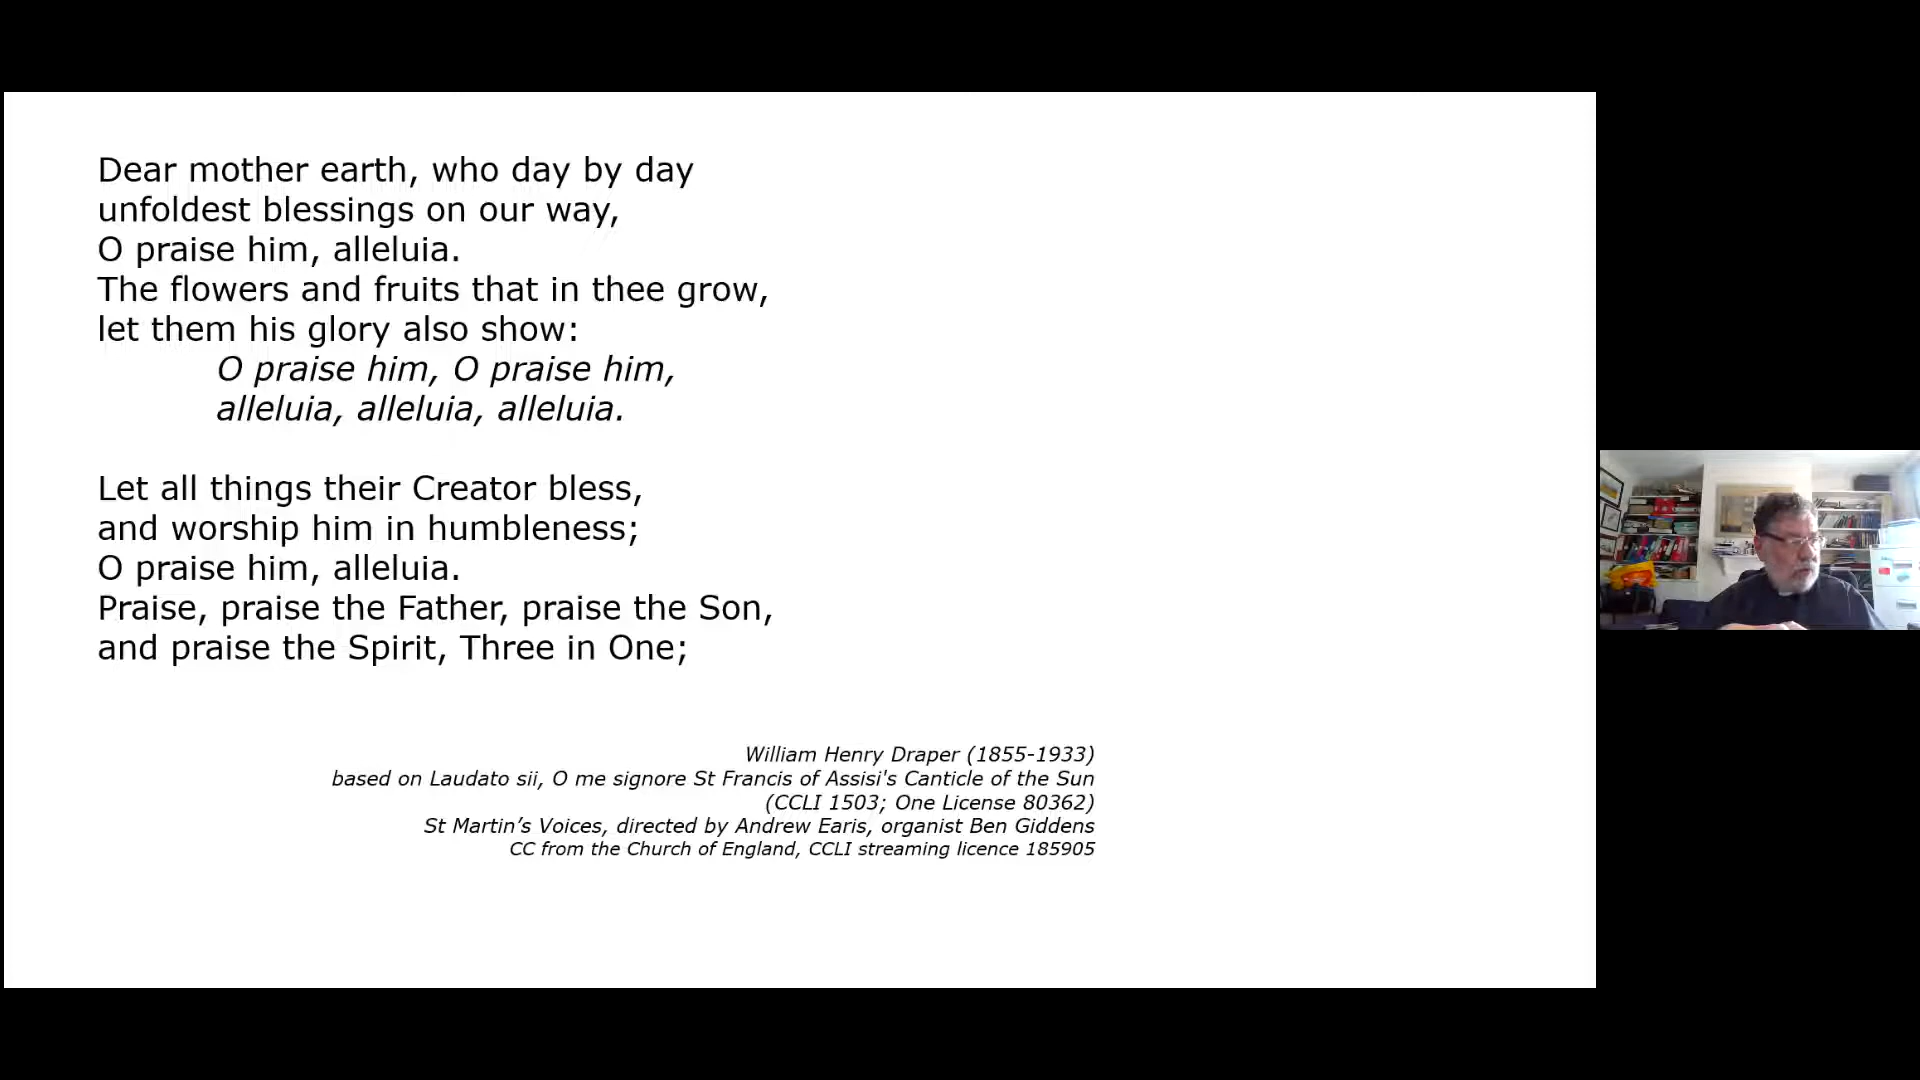 Dear mother earth, who day by day
unfoldest blessings on our way,
O praise him, alleluia.
The flowers and fruits that in thee grow,
let them his glory also show:
O praise him, O praise him,
alleluia, alleluia, alleluia.
Let all things their Creator bless,
and worship him in humbleness;
O praise him, alleluia.
Praise, praise the Father, praise the Son,
and praise the Spirit, Three in One;
William Henry Draper (1855-1933)
based on Laudato sii, O me signore St Francis of Assisi's Canticle of the Sun
(CCLI 1503; One License 80362)
St Martin’s Voices, directed by Andrew Earis, organist Ben Giddens
CC from the Church of England, CCLI streaming licence 185905